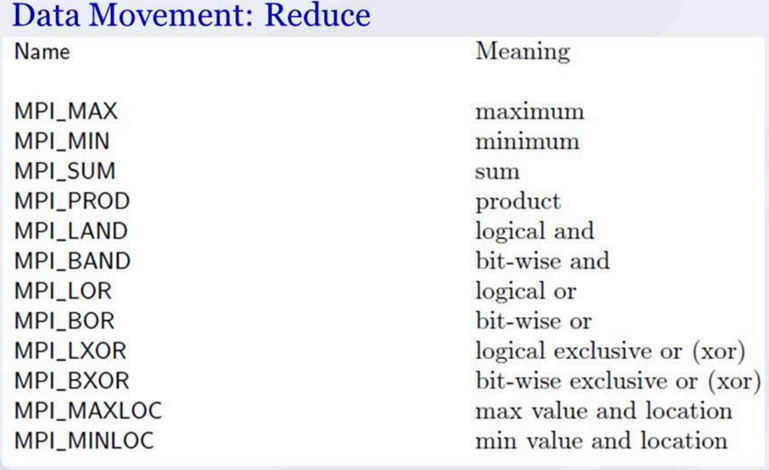 Data Movement: Reduce
Name Meaning
MPI_MAX maximum
MPI_MIN minimum
MPI_SUM sum
MPI_PROD product
MPI_LAND logical and
MPI_BAND bit-wise and
MPI_LOR logical or
MPI_BOR bit-wise or
MPI_LXOR logical exclusive or (xor)
MPI_BXOR bit-wise exclusive or (xor)
MPI_MAXLOC max value and location
MPI_MINLOC min value and location